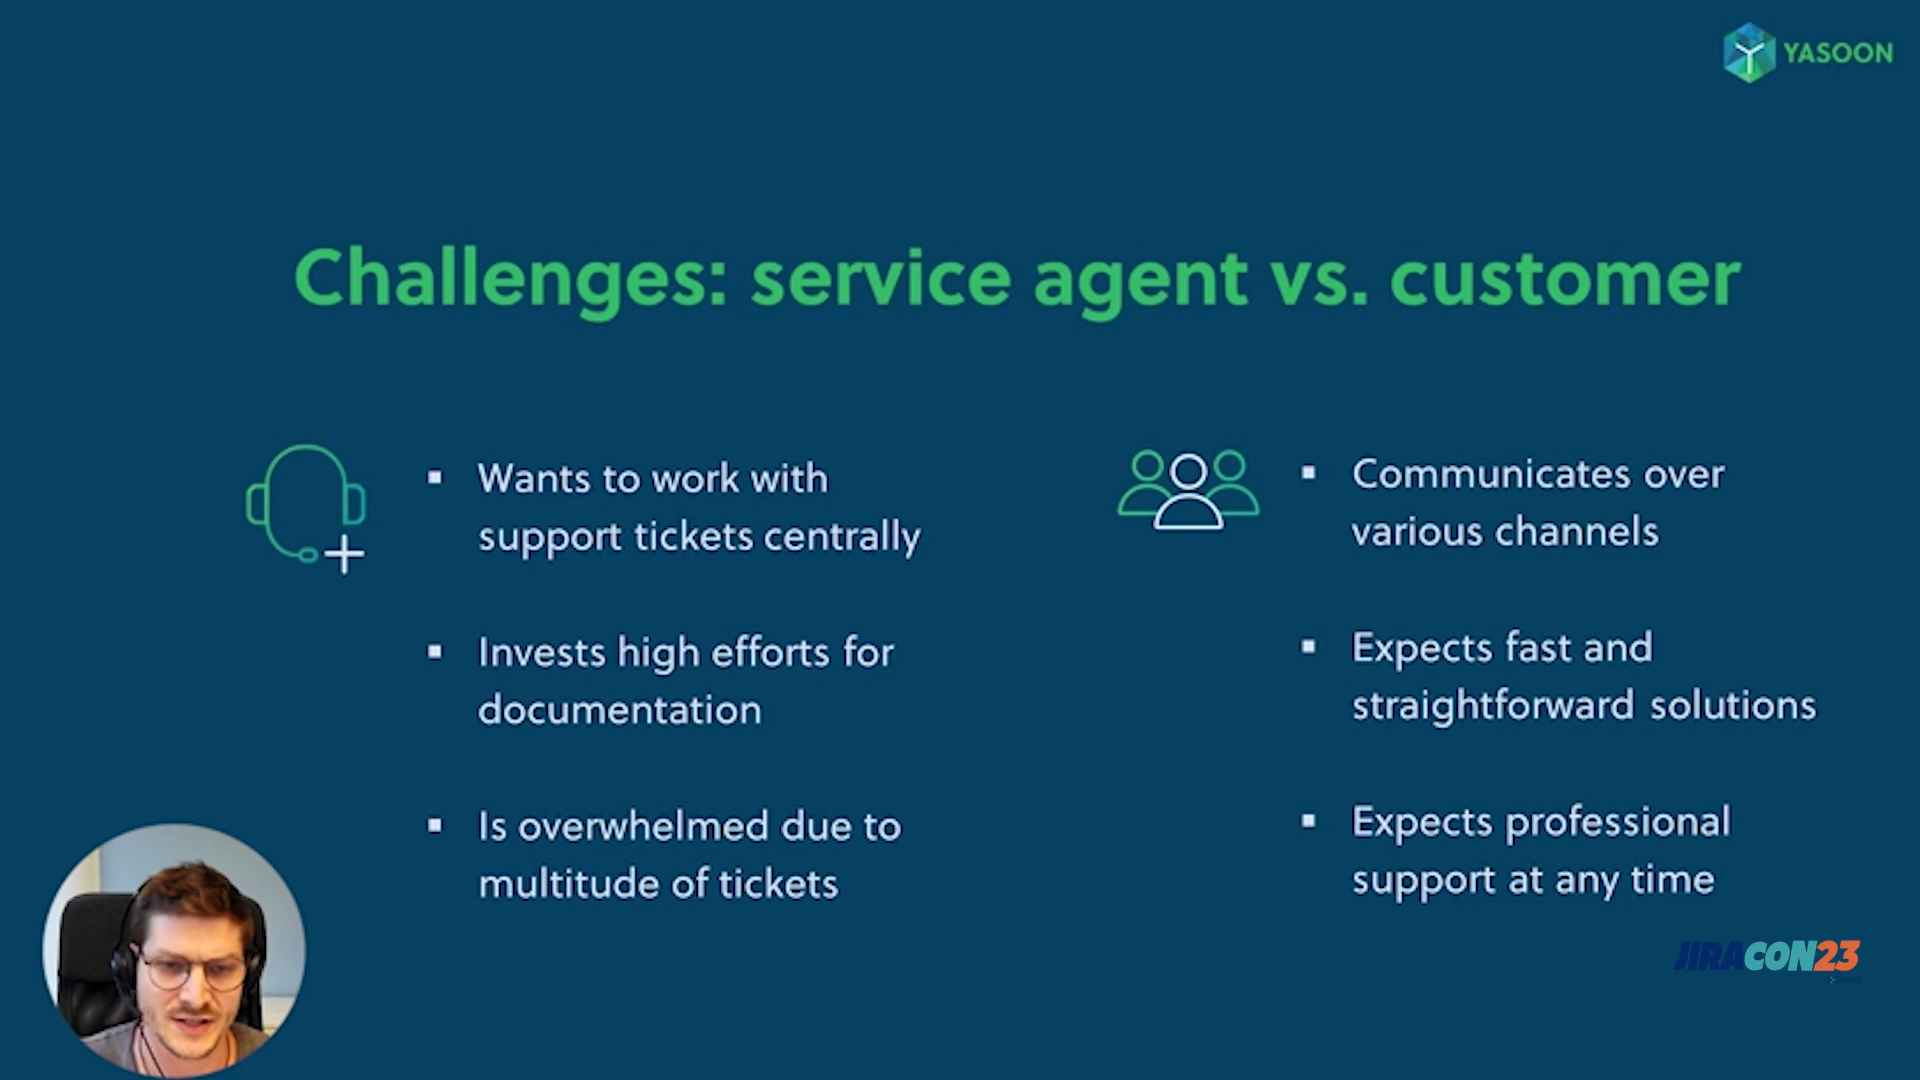 YASOON
Challenges: service agent vs. customer
Wants to work with
support tickets centrally
Invests high efforts for
documentation
Is overwhelmed due to
multitude of tickets
Communicates over
various channels
Expects fast and
straightforward solutions
Expects professional
support at any time
JIRACON23